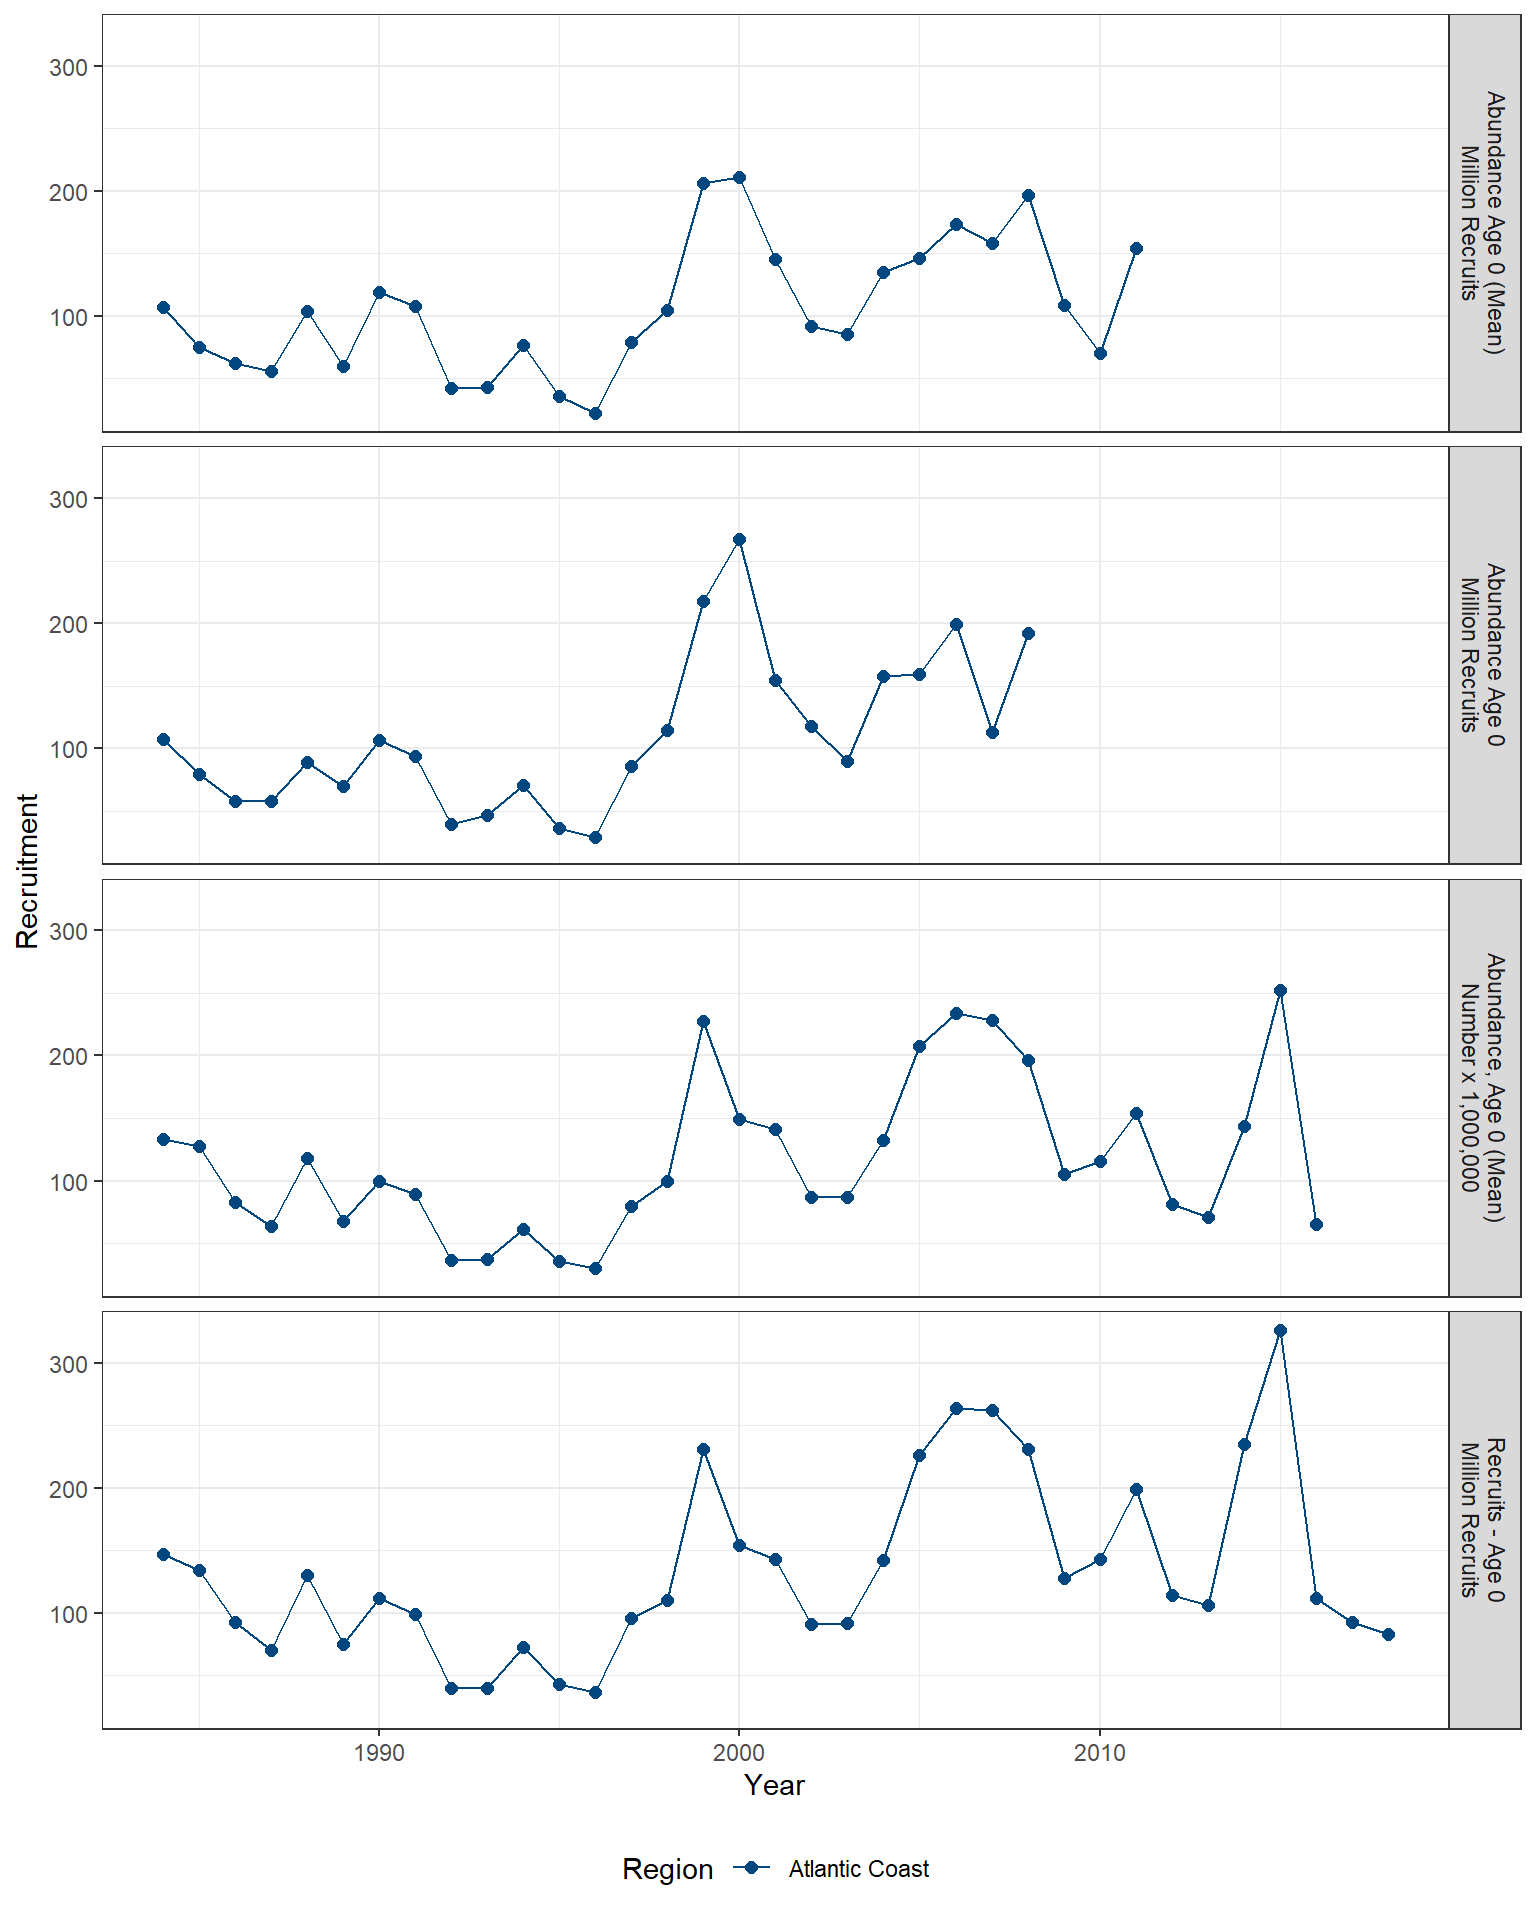 300
200
100
Abundance Age 0 (Mean)
Million Recruits
300
200
100
Abundance Age 0
Million Recruits
Recruitment
300
200
100
Abundance, Age 0 (Mean)
Number x 1,000,000
300
200
100
Recruits - Age 0
Million Recruits
1990 2000 2010
Year
Region Atlantic Coast